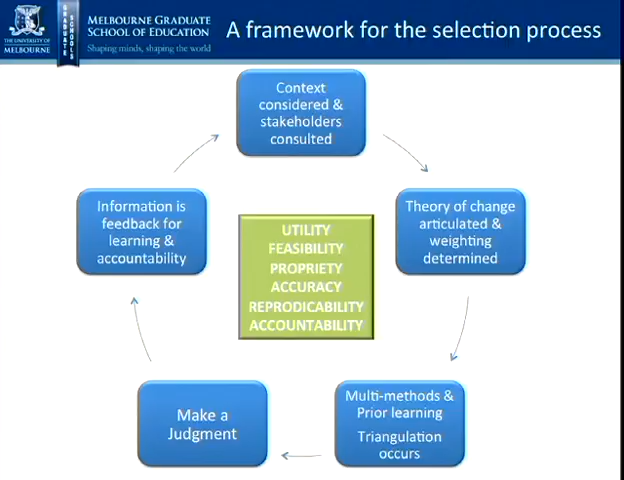 THE UNIVERSITY OF
MELBOURNE
GRADUATE
SCHOOLS
MELBOURNE GRADUATE
SCHOOL OF EDUCATION
Shaping minds, shaping the world
A framework for the selection process
Context
considered &
stakeholders
consulted
Theory of change
articulated &
weighting
determined
Multi-methods &
Prior learning
Triangulation
occurs
Make a
Judgment
Information is
feedback for
learning &
accountability
UTILITY
FEASIBILITY
PROPRIETY
ACCURACY
REPRODICABILITY
ACCOUNTABILITY